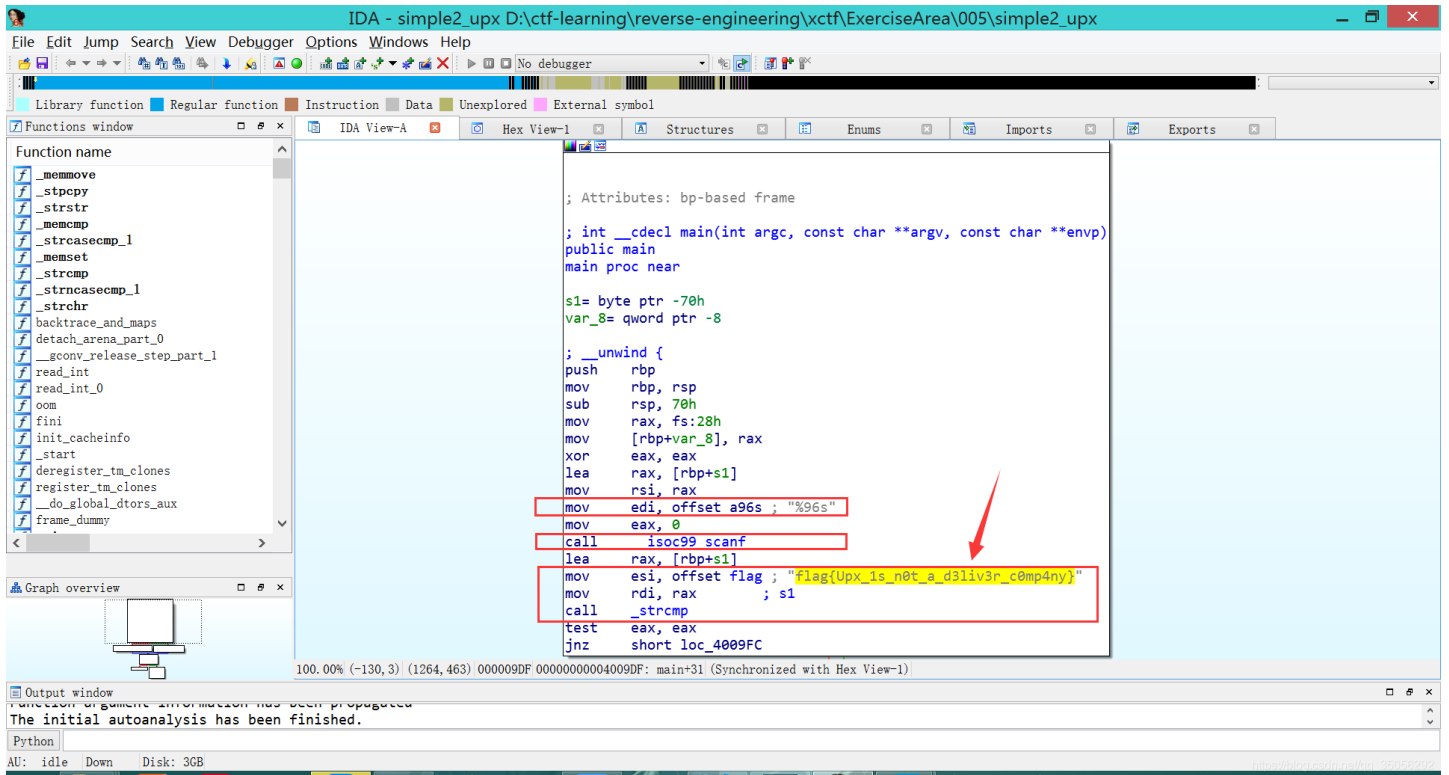 IDA - simple2_upx D:\ctf-learning\reverse-engineering\xctf\ExerciseArea\005\simple2_upx
File Edit Jump Search View Debugger Options Windows Help
No debugger
Library function Regular function Instruction Data Unexplored External symbol
Functions window
IDA View-A Hex View-1 Structures Enums Imports Exports
Function name
f _memmove
f _stpcpy
f _strstr
f _memcmp
f _strcasecmp_l
f _memset
f _strcmp
f _strncasecmp_l
f _strchr
f backtrace_and_maps
f detach_arena_part_0
f __gconv_release_step_part_1
f read_int
f read_int_0
f oom
f fini
f init_cacheinfo
f _start
f deregister_tm_clones
f register_tm_clones
f __do_global_dtors_aux
f frame_dummy
; Attributes: bp-based frame
; int __cdecl main(int argc, const char **argv, const char **envp)
public main
main proc near
s1= byte ptr -70h
var_8= qword ptr -8
; __unwind {
push rbp
mov rbp, rsp
sub rsp, 70h
mov rax, fs:28h
mov [rbp+var_8], rax
xor eax, eax
lea rax, [rbp+s1]
mov rsi, rax
mov edi, offset a96s ; "%96s"
mov eax, 0
call isoc99 scanf
lea rax, [rbp+s1]
mov esi, offset flag ; "flag{Upx_1s_n0t_a_d3liv3r_c0mp4ny}"
mov rdi, rax ; s1
call _strcmp
test eax, eax
jnz short loc_4009FC
Graph overview
100.00% (-130,3) (1264,463) 000009DF 00000000004009DF: main+31 (Synchronized with Hex View-1)
Output window
Function argument information has been propagated
The initial autoanalysis has been finished.
Python
AU: idle Down Disk: 3GB